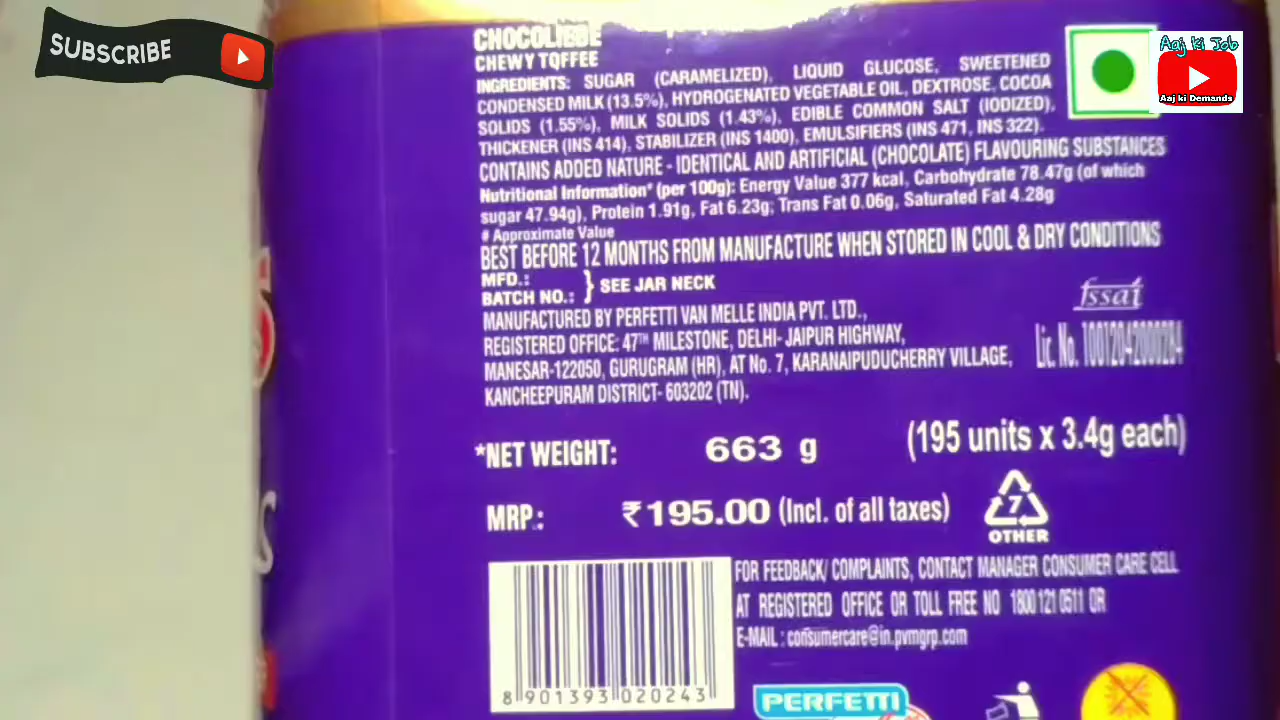 SUBSCRIBE
Aaj ki Job
Aaj ki Demands
CHOCOLIEBE
CHEWY TOFFEE
INGREDIENTS: SUGAR (CARAMELIZED), LIQUID GLUCOSE, SWEETENED
CONDENSED MILK (13.5%), HYDROGENATED VEGETABLE OIL, DEXTROSE, COCOA
SOLIDS (1.55%), MILK SOLIDS (1.43%), EDIBLE COMMON SALT (IODIZED),
THICKENER (INS 414), STABILIZER (INS 1400), EMULSIFIERS (INS 471, INS 322).
CONTAINS ADDED NATURE - IDENTICAL AND ARTIFICIAL (CHOCOLATE) FLAVOURING SUBSTANCES
Nutritional Information* (per 100g): Energy Value 377 kcal, Carbohydrate 78.47g (of which
sugar 47.94g), Protein 1.91g, Fat 6.23g; Trans Fat 0.06g, Saturated Fat 4.28g
# Approximate Value
BEST BEFORE 12 MONTHS FROM MANUFACTURE WHEN STORED IN COOL & DRY CONDITIONS
MFD.:
BATCH NO.: } SEE JAR NECK
fssai
MANUFACTURED BY PERFETTI VAN MELLE INDIA PVT. LTD.,
REGISTERED OFFICE: 47TH MILESTONE, DELHI- JAIPUR HIGHWAY,
Lic. No. 10012042000284
MANESAR-122050, GURUGRAM (HR), AT No. 7, KARANAIPUDUCHERRY VILLAGE,
KANCHEEPURAM DISTRICT- 603202 (TN).
*NET WEIGHT: 663 g (195 units x 3.4g each)
MRP: ₹195.00 (Incl. of all taxes)
7
OTHER
FOR FEEDBACK/ COMPLAINTS, CONTACT MANAGER CONSUMER CARE CELL
AT REGISTERED OFFICE OR TOLL FREE NO 1800 121 0511 OR
E-MAIL : consumercare@in.pvmgrp.com
8 901393 020243
PERFETTI